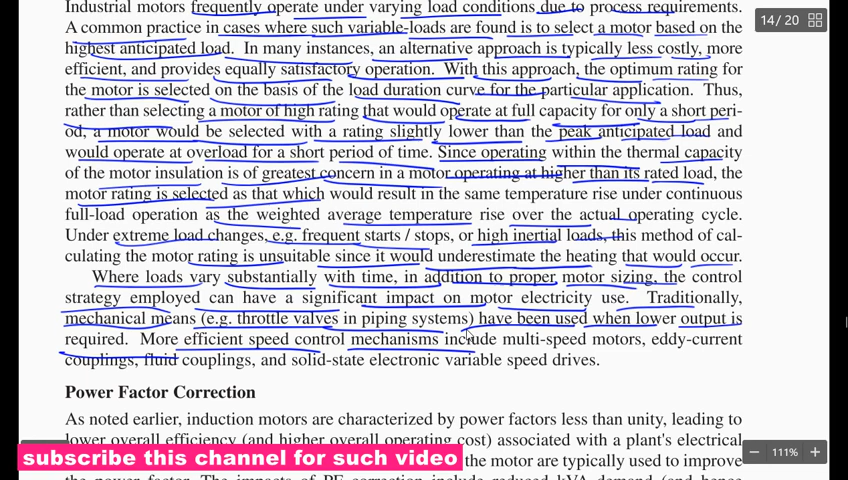 Industrial motors frequently operate under varying load conditions due to process requirements.
A common practice in cases where such variable-loads are found is to select a motor based on the
highest anticipated load. In many instances, an alternative approach is typically less costly, more
efficient, and provides equally satisfactory operation. With this approach, the optimum rating for
the motor is selected on the basis of the load duration curve for the particular application. Thus,
rather than selecting a motor of high rating that would operate at full capacity for only a short peri-
od, a motor would be selected with a rating slightly lower than the peak anticipated load and
would operate at overload for a short period of time. Since operating within the thermal capacity
of the motor insulation is of greatest concern in a motor operating at higher than its rated load, the
motor rating is selected as that which would result in the same temperature rise under continuous
full-load operation as the weighted average temperature rise over the actual operating cycle.
Under extreme load changes, e.g. frequent starts / stops, or high inertial loads, this method of cal-
culating the motor rating is unsuitable since it would underestimate the heating that would occur.
Where loads vary substantially with time, in addition to proper motor sizing, the control
strategy employed can have a significant impact on motor electricity use. Traditionally,
mechanical means (e.g. throttle valves in piping systems) have been used when lower output is
required. More efficient speed control mechanisms include multi-speed motors, eddy-current
couplings, fluid couplings, and solid-state electronic variable speed drives.
Power Factor Correction
As noted earlier, induction motors are characterized by power factors less than unity, leading to
lower overall efficiency (and higher overall operating cost) associated with a plant's electrical
the motor are typically used to improve
14 / 20
111%
subscribe this channel for such video